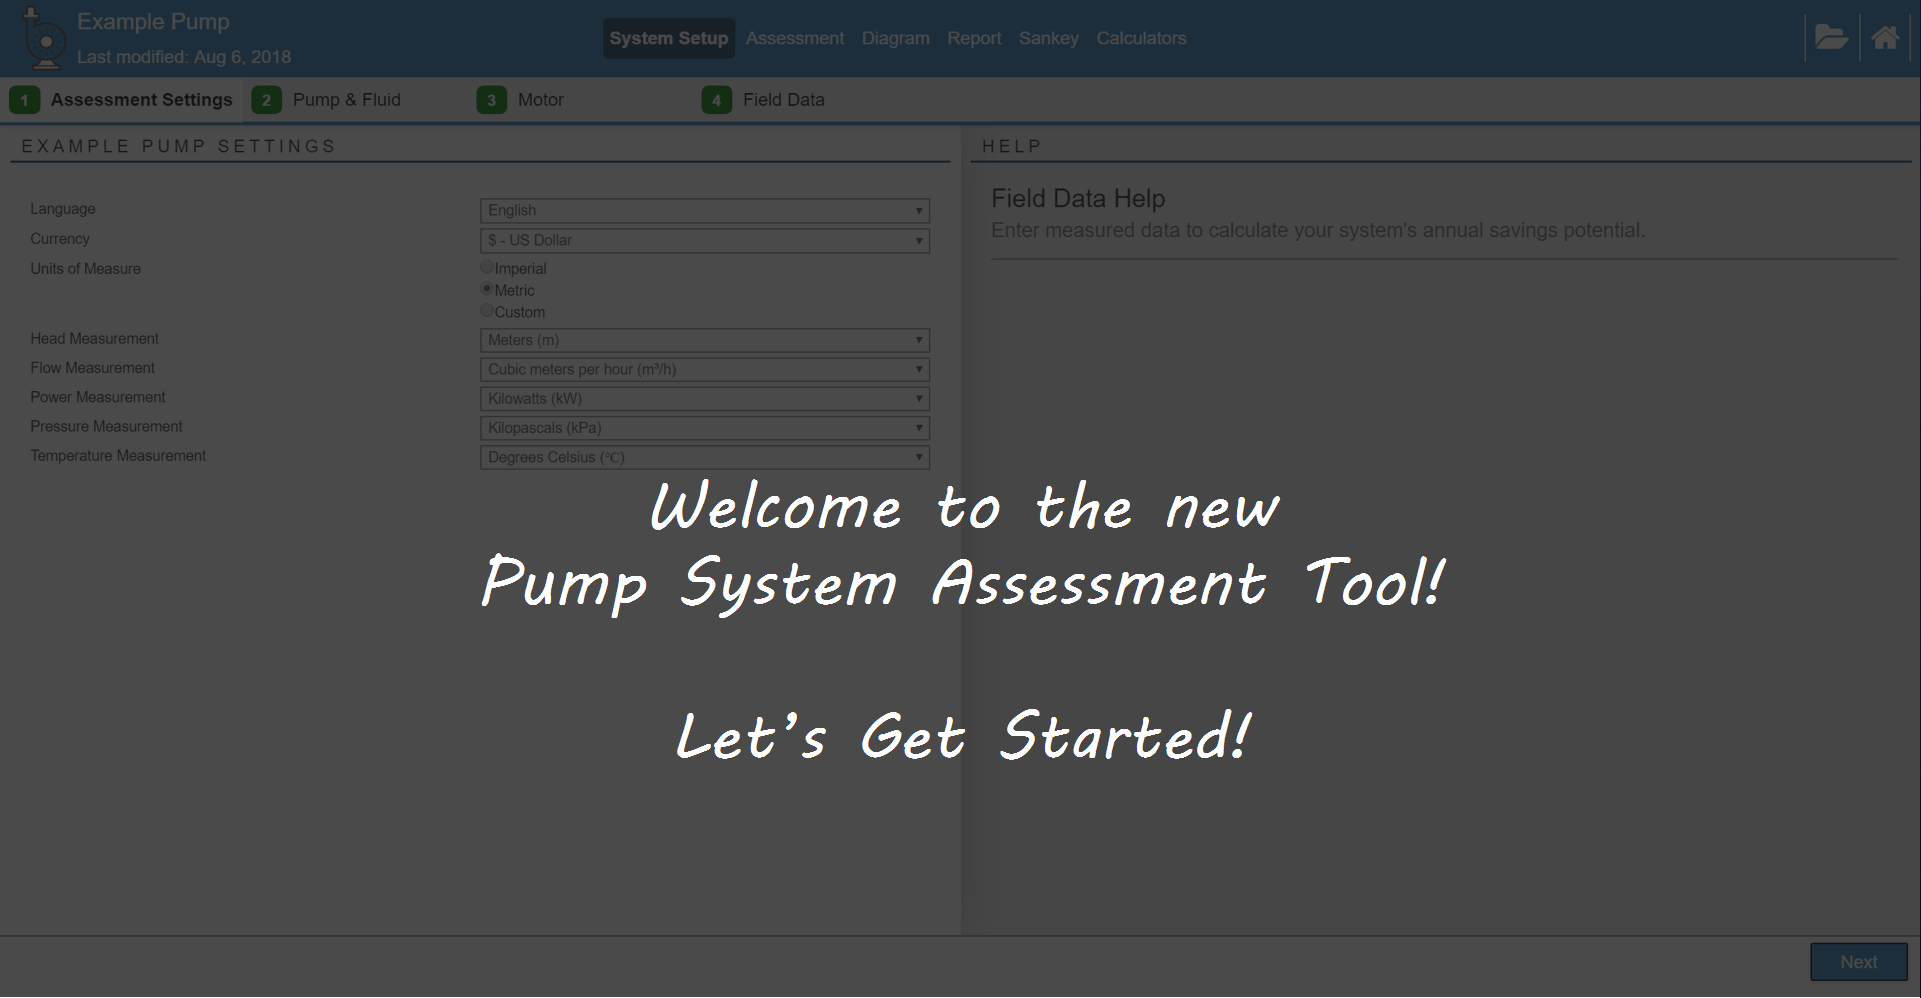 Example Pump
Last modified: Aug 6, 2018
System Setup Assessment Diagram Report Sankey Calculators
1 Assessment Settings 2 Pump & Fluid 3 Motor 4 Field Data
EXAMPLE PUMP SETTINGS
Language English
Currency $ - US Dollar
Units of Measure Imperial
Metric
Custom
Head Measurement Meters (m)
Flow Measurement Cubic meters per hour (m³/h)
Power Measurement Kilowatts (kW)
Pressure Measurement Kilopascals (kPa)
Temperature Measurement Degrees Celsius (°C)
HELP
Field Data Help
Enter measured data to calculate your system's annual savings potential.
Welcome to the new
Pump System Assessment Tool!
Let's Get Started!
Next